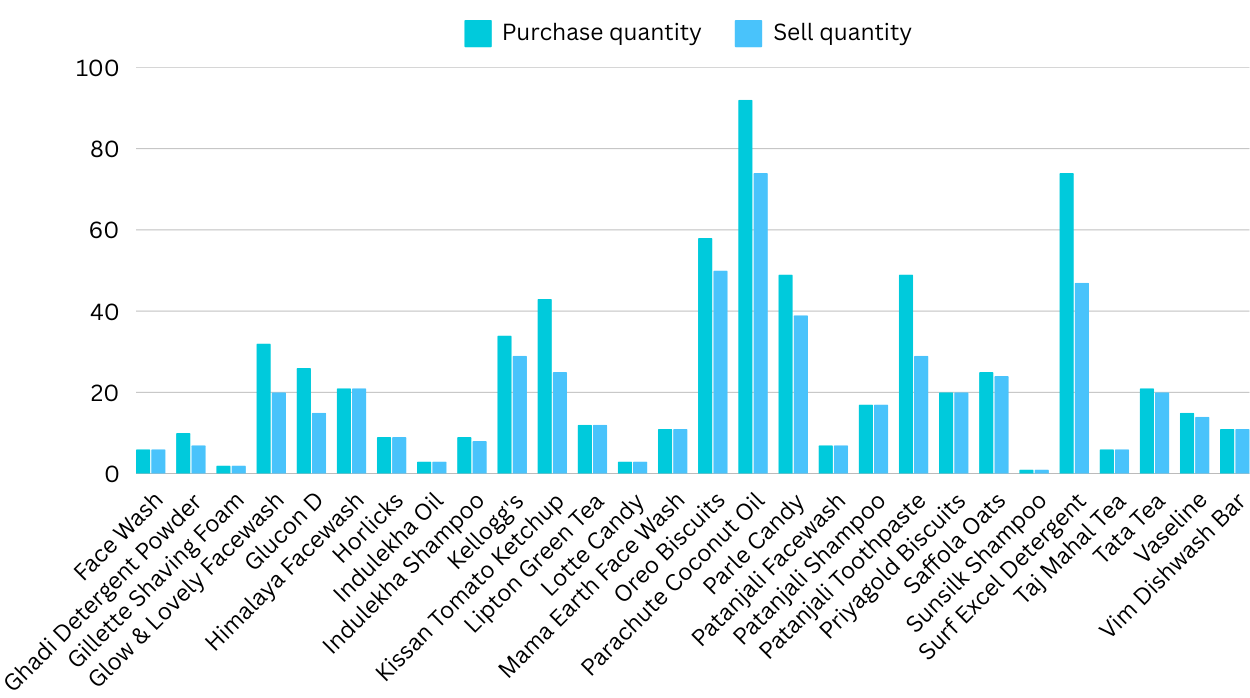 Purchase quantity
Sell quantity
100
80
60
40
20
0
Face Wash
Ghadi Detergent Powder
Gillette Shaving Foam
Glow & Lovely Facewash
Glucon D
Himalaya Facewash
Horlicks
Indulekha Oil
Indulekha Shampoo
Kellogg's
Kissan Tomato Ketchup
Lipton Green Tea
Lotte Candy
Mama Earth Face Wash
Oreo Biscuits
Parachute Coconut Oil
Parle Candy
Patanjali Facewash
Patanjali Shampoo
Patanjali Toothpaste
Priyagold Biscuits
Saffola Oats
Sunsilk Shampoo
Surf Excel Detergent
Taj Mahal Tea
Tata Tea
Vaseline
Vim Dishwash Bar